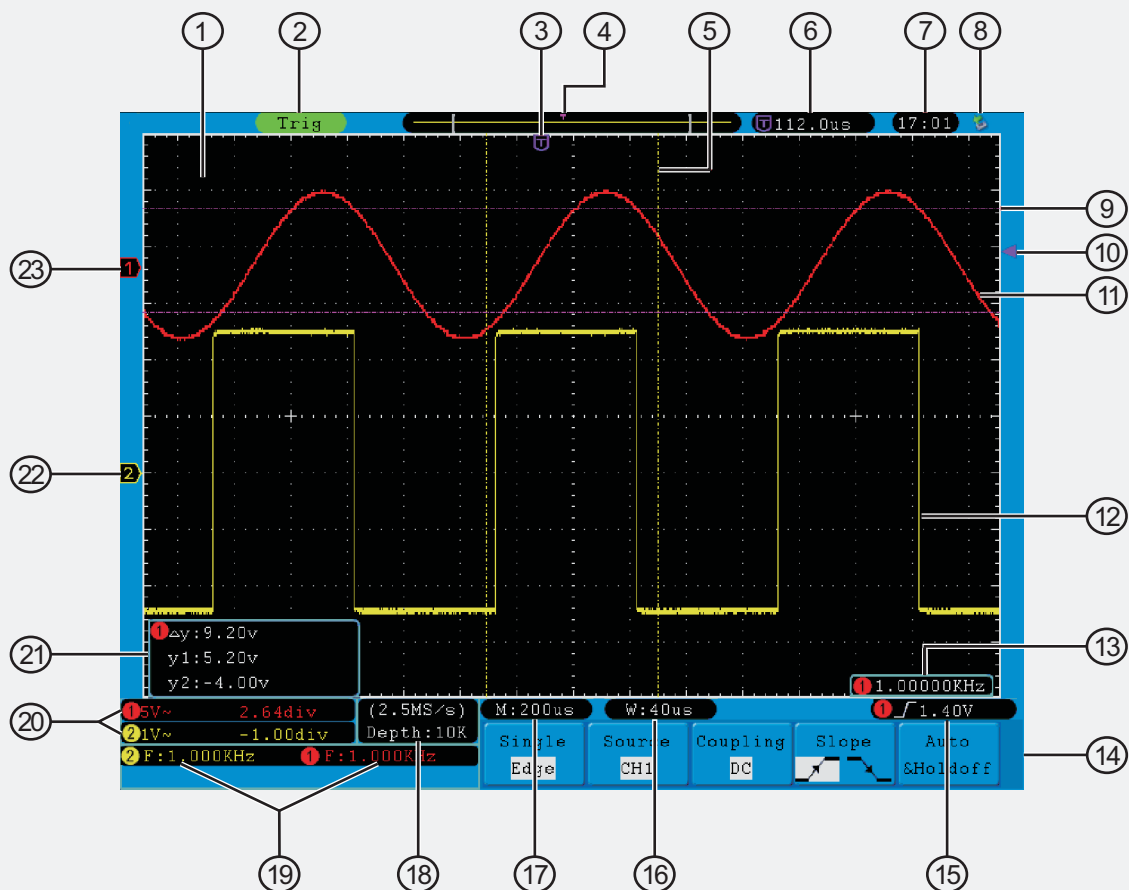 1 2 3 4 5 6 7 8
Trig
T
T 112.0us
17:01
9
10
11
23
1
22
2
12
13
21
1 △y:9.20v
y1:5.20v
y2:-4.00v
1 1.00000KHz
20
1 5V~ 2.64div
2 1V~ -1.00div
(2.5MS/s)
Depth:10K
M:200us
W:40us
1 1.40V
2 F:1.000KHz
1 F:1.000KHz
Single
Edge
Source
CH1
Coupling
DC
Slope
Auto
&Holdoff
14
19 18 17 16 15